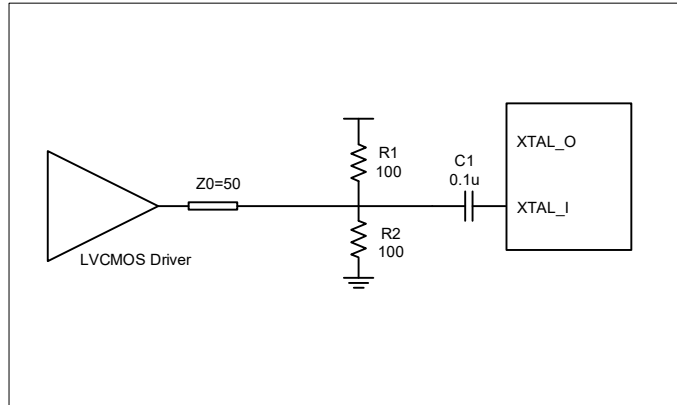 XTAL_O
R1
100
C1
0.1u
Z0=50
XTAL_I
R2
100
LVCMOS Driver